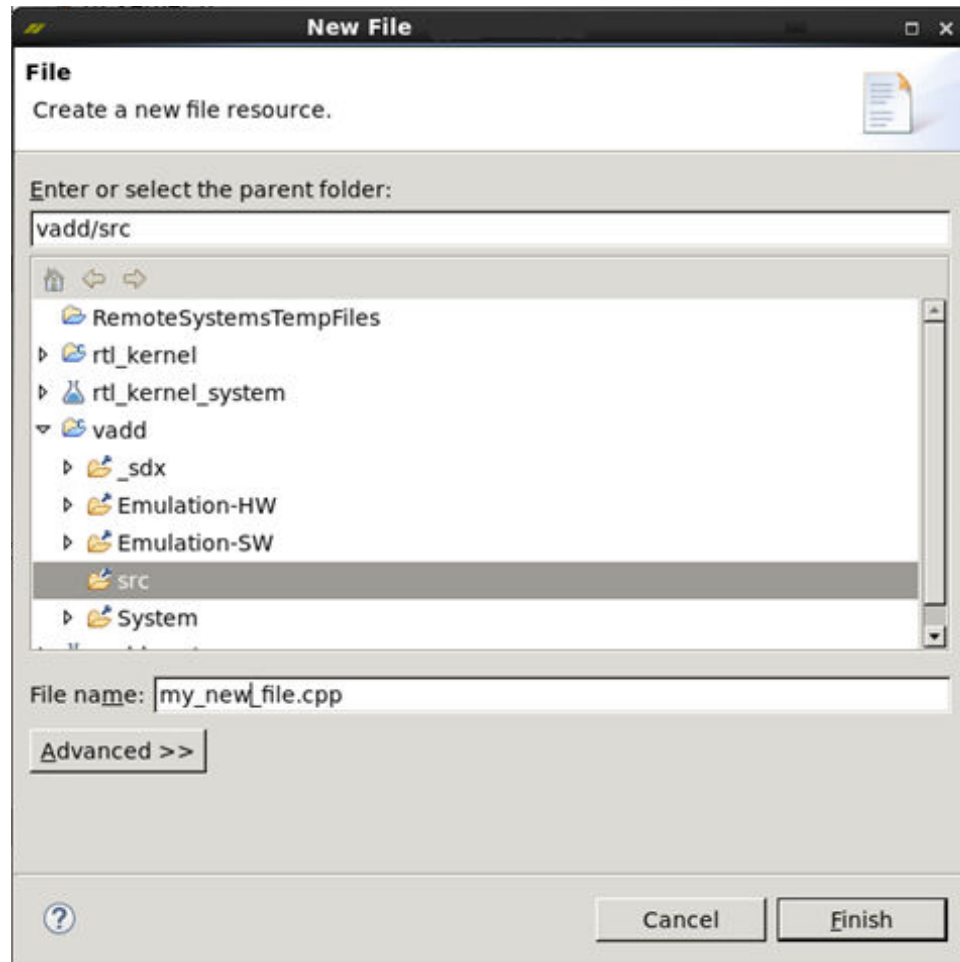 New File
File
Create a new file resource.
Enter or select the parent folder:
vadd/src
RemoteSystemsTempFiles
rtl_kernel
rtl_kernel_system
vadd
_sdx
Emulation-HW
Emulation-SW
src
System
File name: my_new_file.cpp
Advanced >>
Cancel Finish